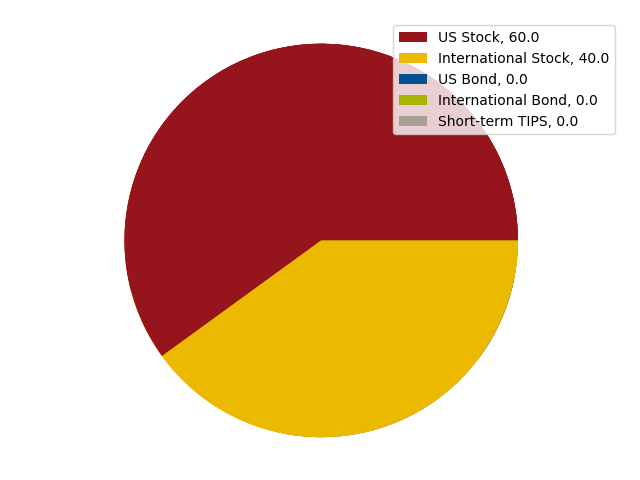 US Stock, 60.0
International Stock, 40.0
US Bond, 0.0
International Bond, 0.0
Short-term TIPS, 0.0